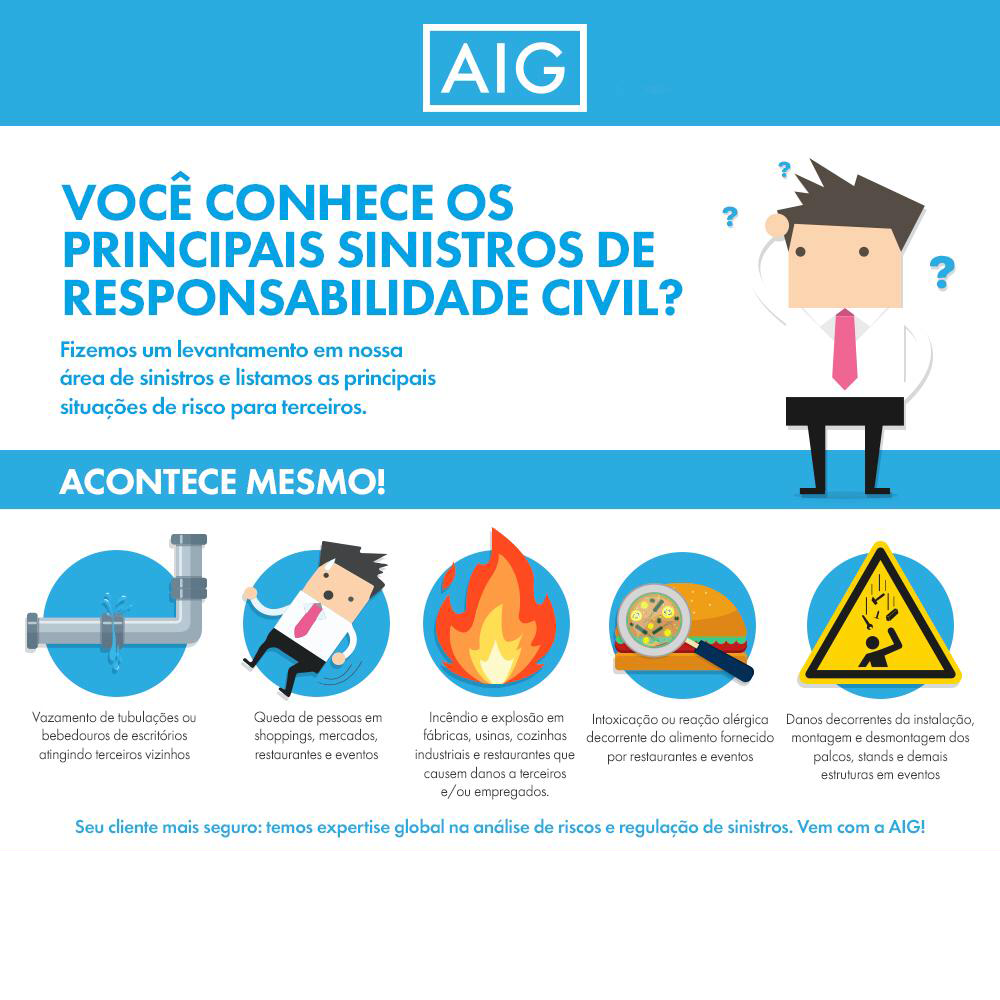 AIG
VOCÊ CONHECE OS
PRINCIPAIS SINISTROS DE
RESPONSABILIDADE CIVIL?
Fizemos um levantamento em nossa
área de sinistros e listamos as principais
situações de risco para terceiros.
? ? ?
ACONTECE MESMO!
Vazamento de tubulações ou
bebedouros de escritórios
atingindo terceiros vizinhos
Queda de pessoas em
shoppings, mercados,
restaurantes e eventos
Incêndio e explosão em
fábricas, usinas, cozinhas
industriais e restaurantes que
causem danos a terceiros
e/ou empregados.
Intoxicação ou reação alérgica
decorrente do alimento fornecido
por restaurantes e eventos
Danos decorrentes da instalação,
montagem e desmontagem dos
palcos, stands e demais
estruturas em eventos
Seu cliente mais seguro: temos expertise global na análise de riscos e regulação de sinistros. Vem com a AIG!